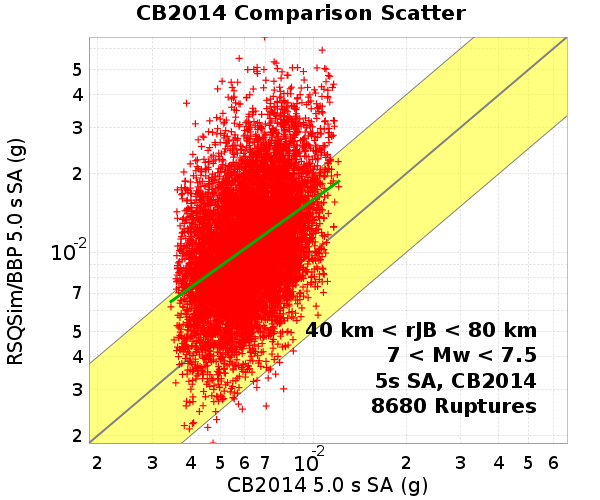 CB2014 Comparison Scatter
RSQSim/BBP 5.0 s SA (g)
5
4
3
2
10-2
7
5
4
3
2
40 km < rJB < 80 km
7 < Mw < 7.5
5s SA, CB2014
8680 Ruptures
2 3 4 5 6 7 10-2 2 3 4 5 6
CB2014 5.0 s SA (g)